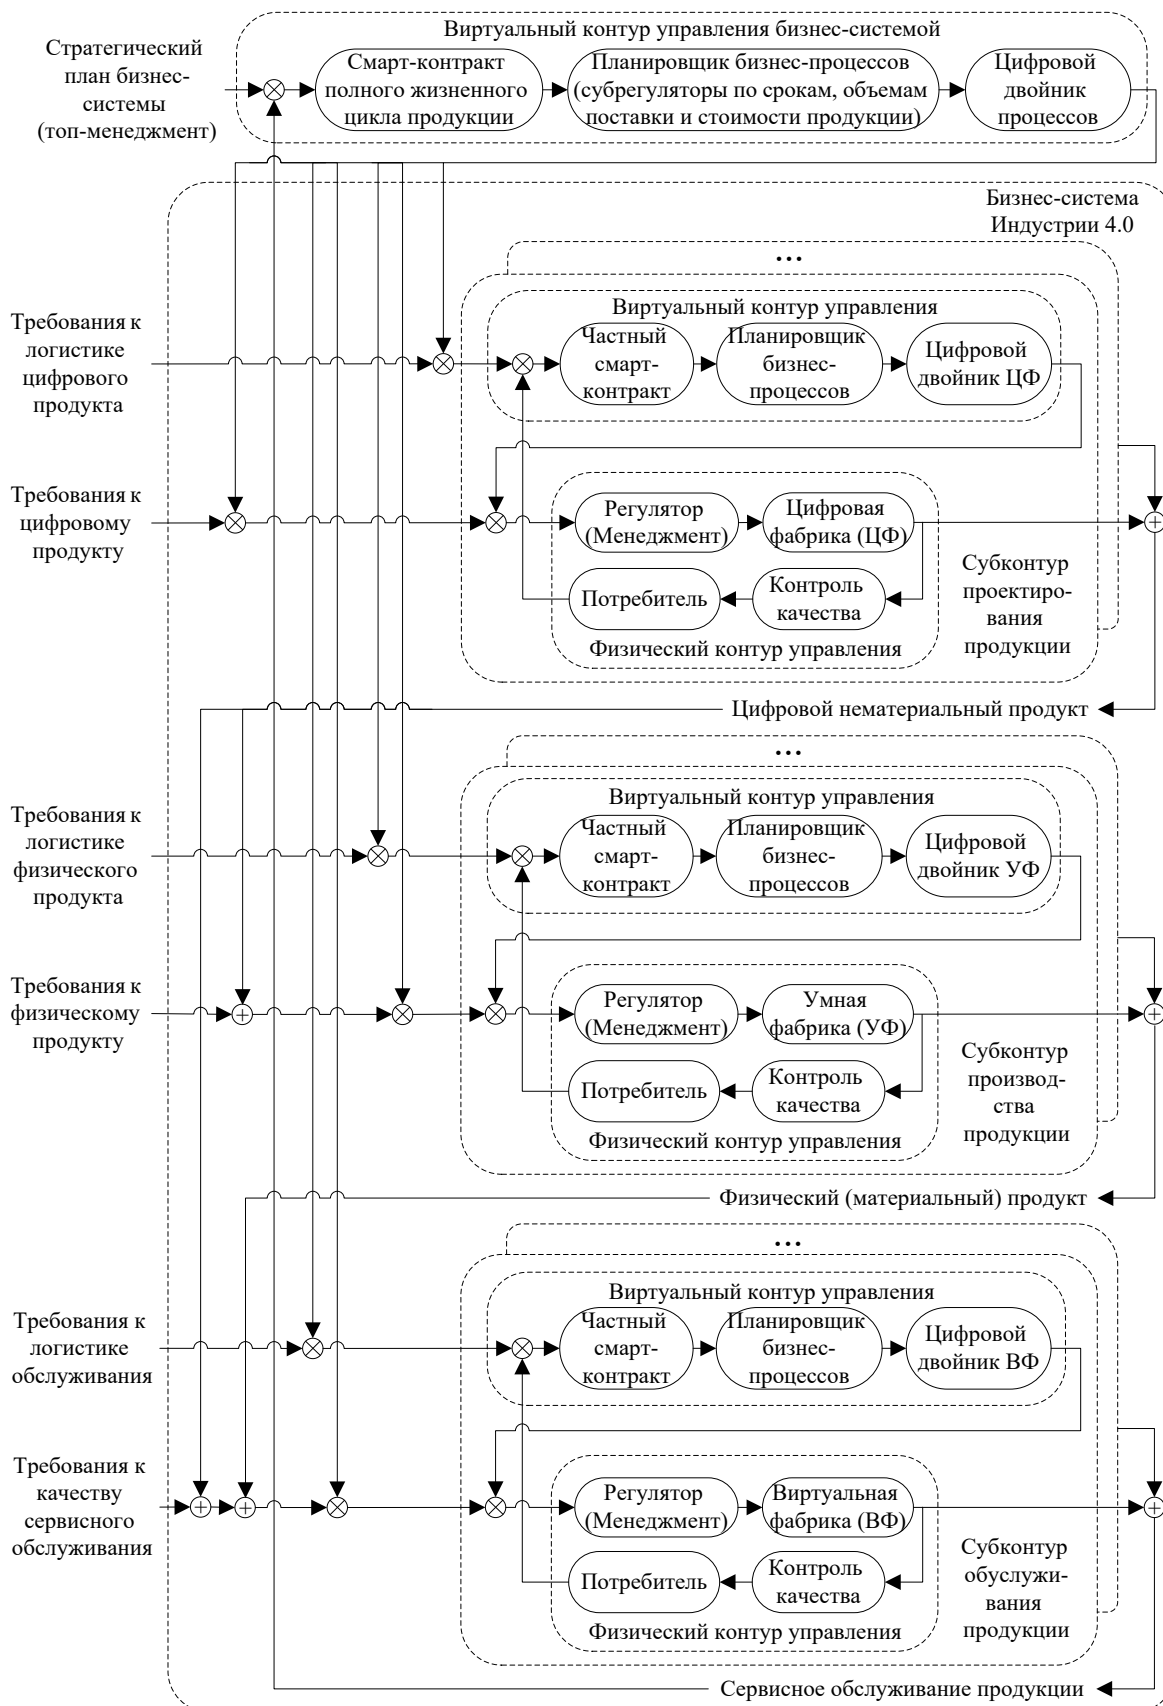 Виртуальный контур управления бизнес-системой
Стратегический
план бизнес-
системы
(топ-менеджмент)
Смарт-контракт
полного жизненного
цикла продукции
Планировщик бизнес-процессов
(субрегуляторы по срокам, объемам
поставки и стоимости продукции)
Цифровой
двойник
процессов
Бизнес-система
Индустрии 4.0
...
Виртуальный контур управления
Требования к
логистике
цифрового
продукта
Частный
смарт-
контракт
Планировщик
бизнес-
процессов
Цифровой
двойник ЦФ
Требования к
цифровому
продукту
Регулятор
(Менеджмент)
Цифровая
фабрика (ЦФ)
Потребитель
Контроль
качества
Физический контур управления
Субконтур
проектиро-
вания
продукции
Цифровой нематериальный продукт
...
Виртуальный контур управления
Требования к
логистике
физического
продукта
Частный
смарт-
контракт
Планировщик
бизнес-
процессов
Цифровой
двойник УФ
Требования к
физическому
продукту
Регулятор
(Менеджмент)
Умная
фабрика (УФ)
Потребитель
Контроль
качества
Физический контур управления
Субконтур
производ-
ства
продукции
Физический (материальный) продукт
...
Виртуальный контур управления
Требования к
логистике
обслуживания
Частный
смарт-
контракт
Планировщик
бизнес-
процессов
Цифровой
двойник ВФ
Требования к
качеству
сервисного
обслуживания
Регулятор
(Менеджмент)
Виртуальная
фабрика (ВФ)
Потребитель
Контроль
качества
Физический контур управления
Субконтур
обуслужи-
вания
продукции
Сервисное обслуживание продукции